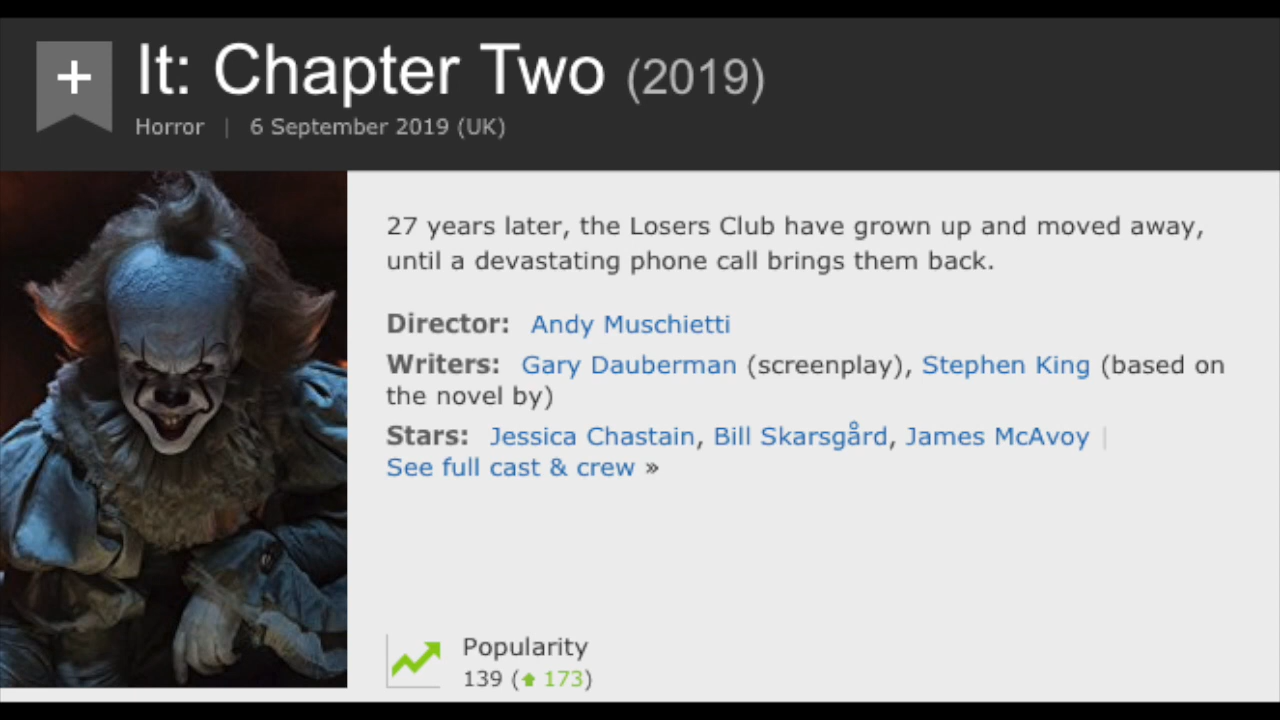 It: Chapter Two (2019)
Horror | 6 September 2019 (UK)
27 years later, the Losers Club have grown up and moved away,
until a devastating phone call brings them back.
Director: Andy Muschietti
Writers: Gary Dauberman (screenplay), Stephen King (based on
the novel by)
Stars: Jessica Chastain, Bill Skarsgård, James McAvoy |
See full cast & crew »
Popularity
139 (⬆ 173)